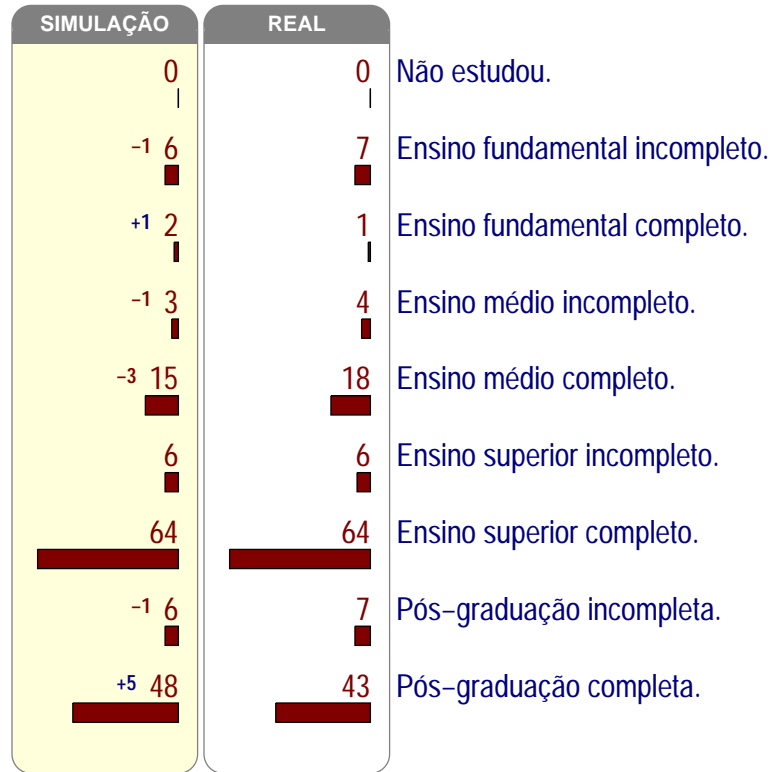 SIMULAÇÃO REAL
0 0 Não estudou.
−1 6 7 Ensino fundamental incompleto.
+1 2 1 Ensino fundamental completo.
−1 3 4 Ensino médio incompleto.
−3 15 18 Ensino médio completo.
6 6 Ensino superior incompleto.
64 64 Ensino superior completo.
−1 6 7 Pós−graduação incompleta.
+5 48 43 Pós−graduação completa.